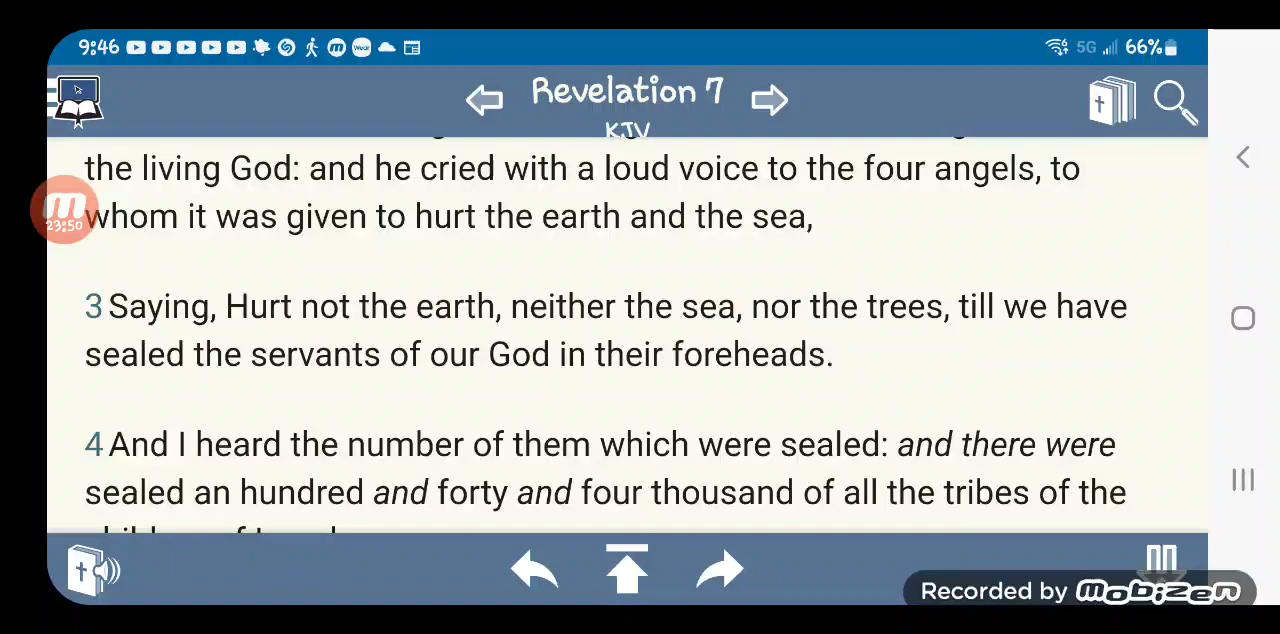 9:46
5G 66%
Revelation 7
KJV
the living God: and he cried with a loud voice to the four angels, to
23:50
whom it was given to hurt the earth and the sea,
3 Saying, Hurt not the earth, neither the sea, nor the trees, till we have
sealed the servants of our God in their foreheads.
4 And I heard the number of them which were sealed: and there were
sealed an hundred and forty and four thousand of all the tribes of the
Recorded by Mobizen